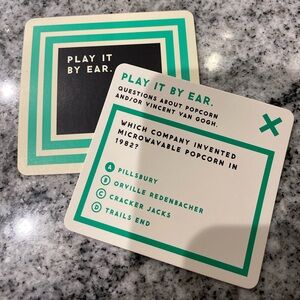 PLAY IT
BY EAR.
PLAY IT BY EAR.
QUESTIONS ABOUT POPCORN
AND/OR VINCENT VAN GOGH.
WHICH COMPANY INVENTED
MICROWAVABLE POPCORN IN
1982?
A PILLSBURY
B ORVILLE REDENBACHER
C CRACKER JACKS
D TRAILS END